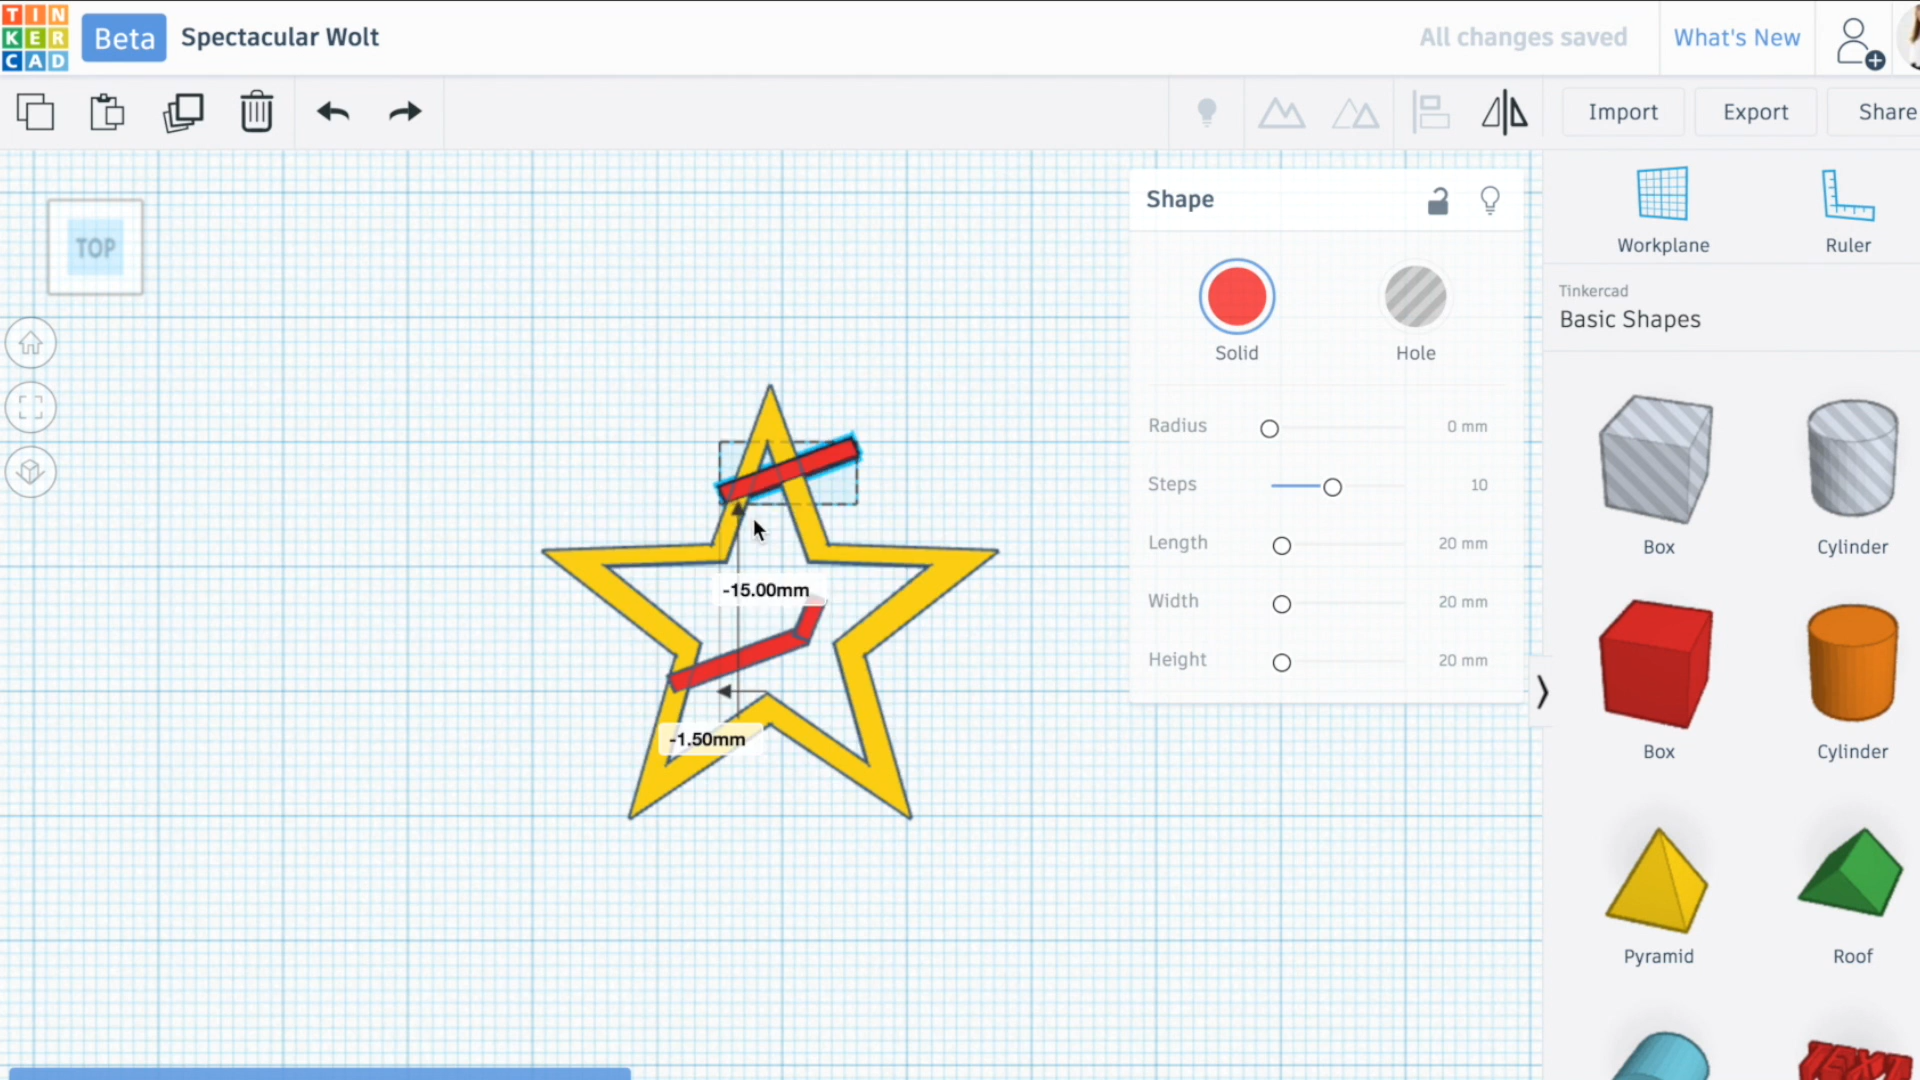 TIN
KER
CAD
Beta
Spectacular Wolt
All changes saved
What's New
Import
Export
Share
TOP
Shape
Solid
Hole
Radius
0 mm
Steps
10
Length
20 mm
Width
20 mm
Height
20 mm
-15.00mm
-1.50mm
Workplane
Ruler
Tinkercad
Basic Shapes
Box
Cylinder
Box
Cylinder
Pyramid
Roof
TEXT